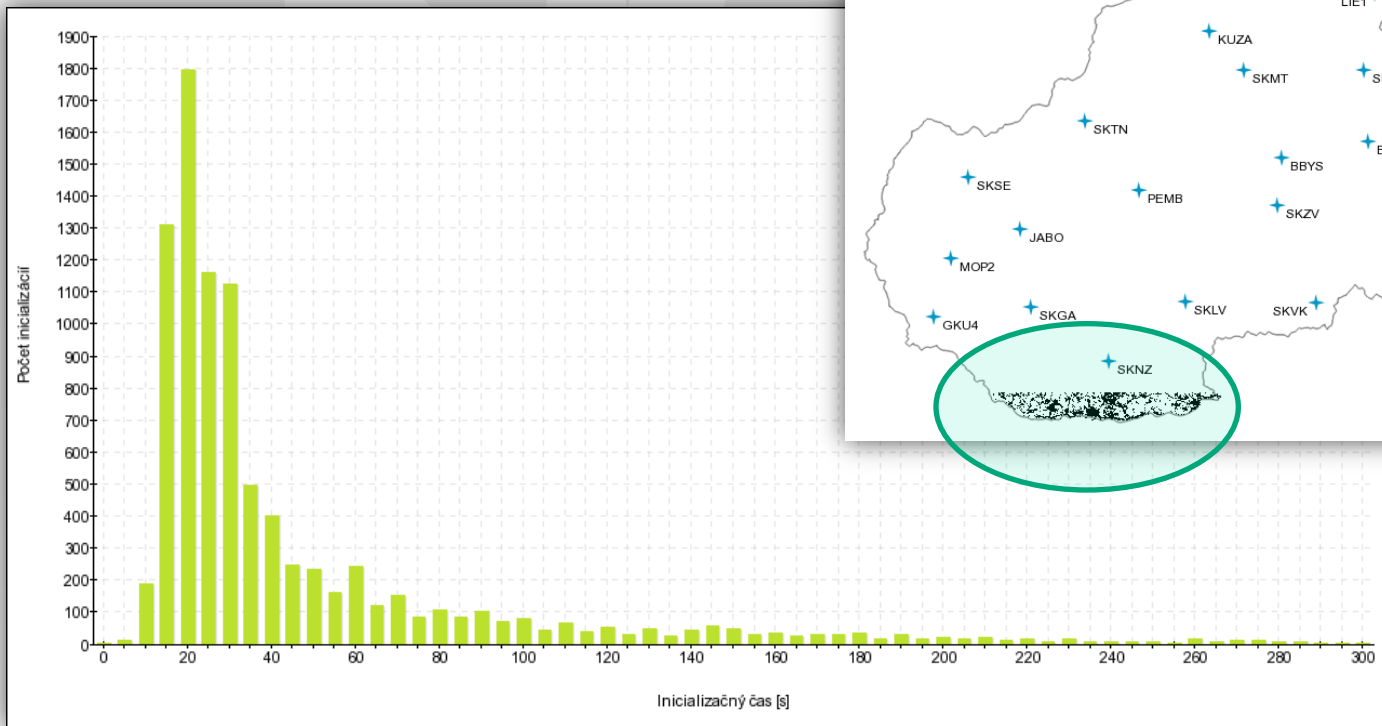 Počet inicializácií
1900
1800
1700
1600
1500
1400
1300
1200
1100
1000
900
800
700
600
500
400
300
200
100
0
0 20 40 60 80 100 120 140 160 180 200 220 240 260 280 300
Inicializačný čas [s]
LIE1
KUZA
SKMT
SKTN
BBYS
SKSE
PEMB
SKZV
JABO
MOP2
SKGA
SKLV
SKVK
GKU4
SKNZ